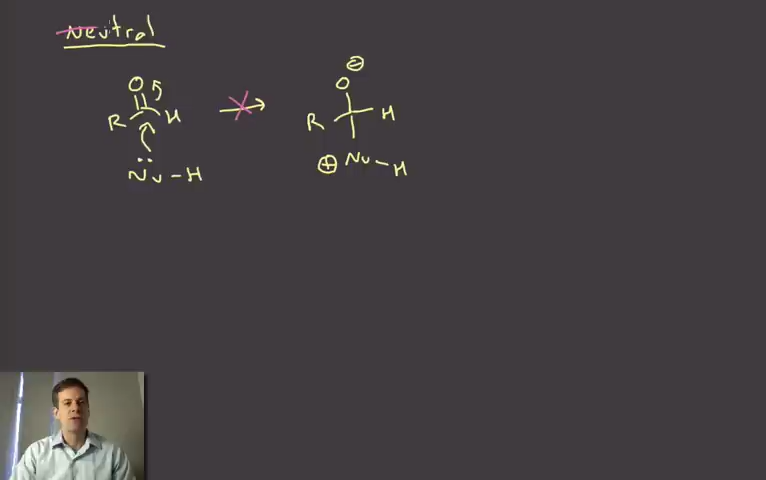 Neutral
⊖
O O
R H R H
⊕ Nu-H
Nu-H